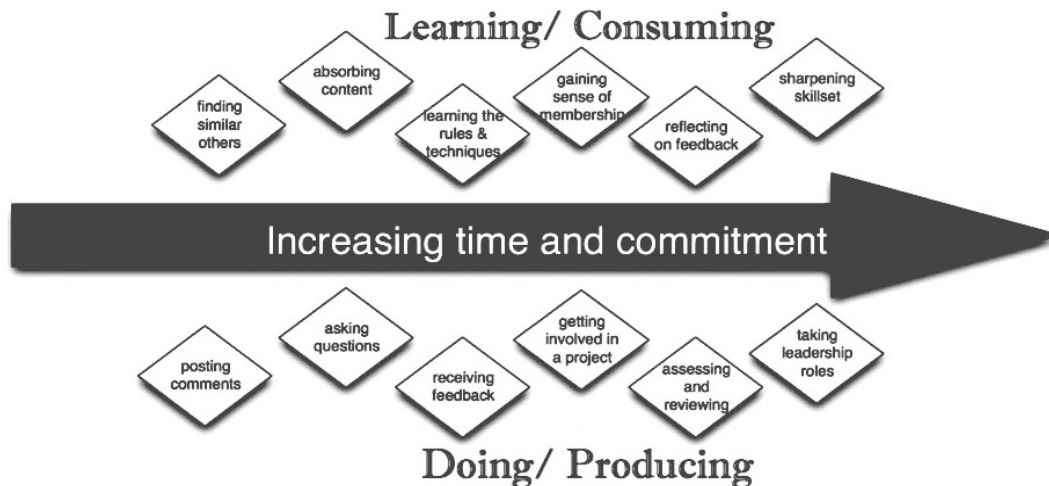 Learning/ Consuming
finding
similar
others
absorbing
content
learning the
rules &
techniques
gaining
sense of
membership
reflecting
on feedback
sharpening
skillset
Increasing time and commitment
posting
comments
asking
questions
receiving
feedback
getting
involved in
a project
assessing
and
reviewing
taking
leadership
roles
Doing/ Producing